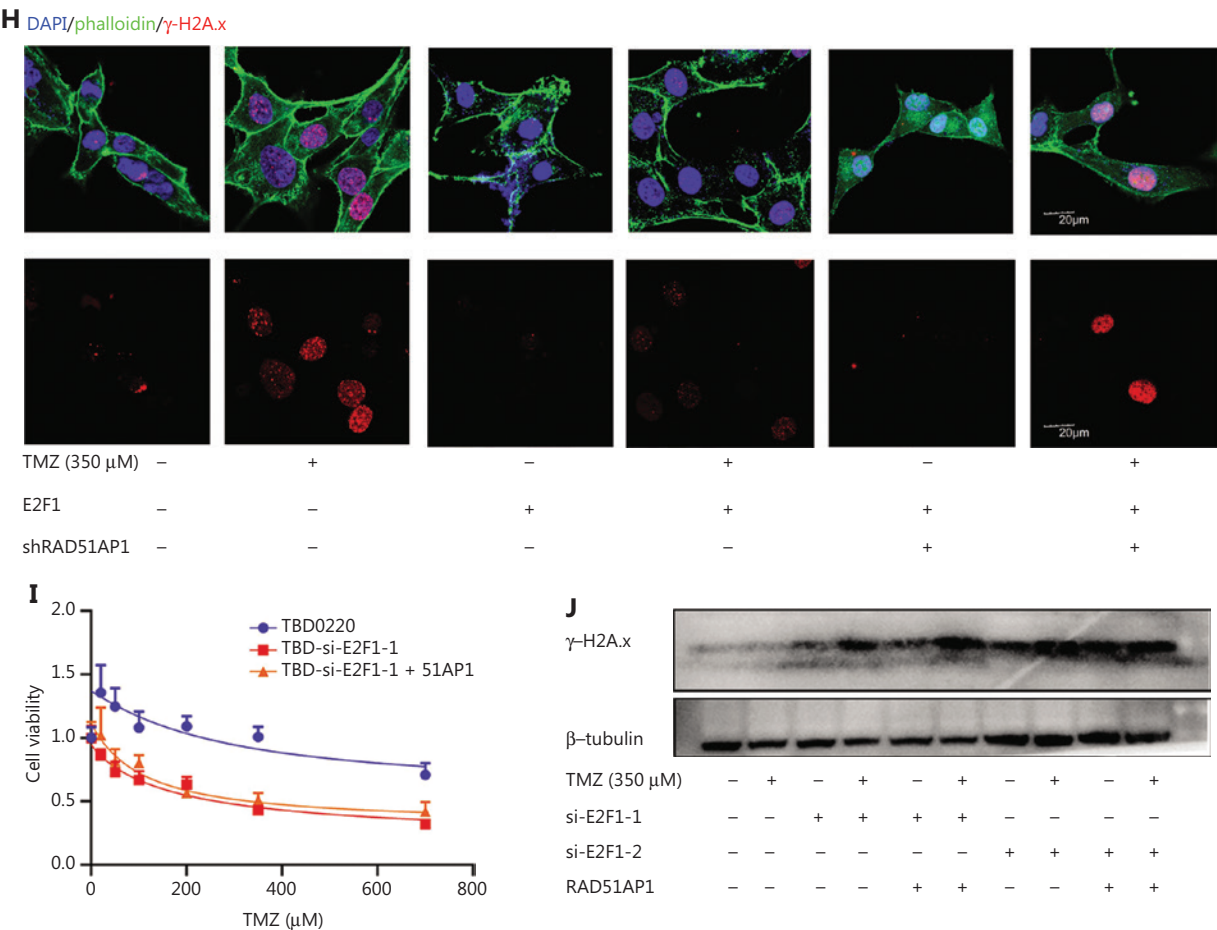 H DAPI/phalloidin/γ-H2A.x
20µm
20µm
TMZ (350 µM) – + – + – +
E2F1 – – + + + +
shRAD51AP1 – – – – + +
I
2.0
1.5
1.0
0.5
0.0
Cell viability
TBD0220
TBD-si-E2F1-1
TBD-si-E2F1-1 + 51AP1
0 200 400 600 800
TMZ (µM)
J
γ–H2A.x
β–tubulin
TMZ (350 µM) – + – + – + – + – +
si-E2F1-1 – – + + + + – – – –
si-E2F1-2 – – – – – – + + + +
RAD51AP1 – – – – + + – – + +